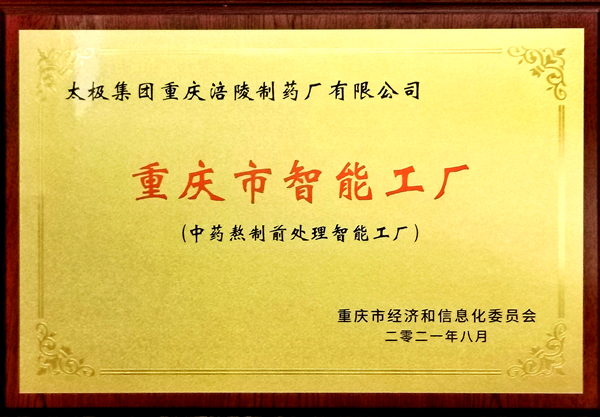 太极集团重庆涪陵制药厂有限公司
重庆市智能工厂
(中药熬制前处理智能工厂)
重庆市经济和信息化委员会
二零二一年八月